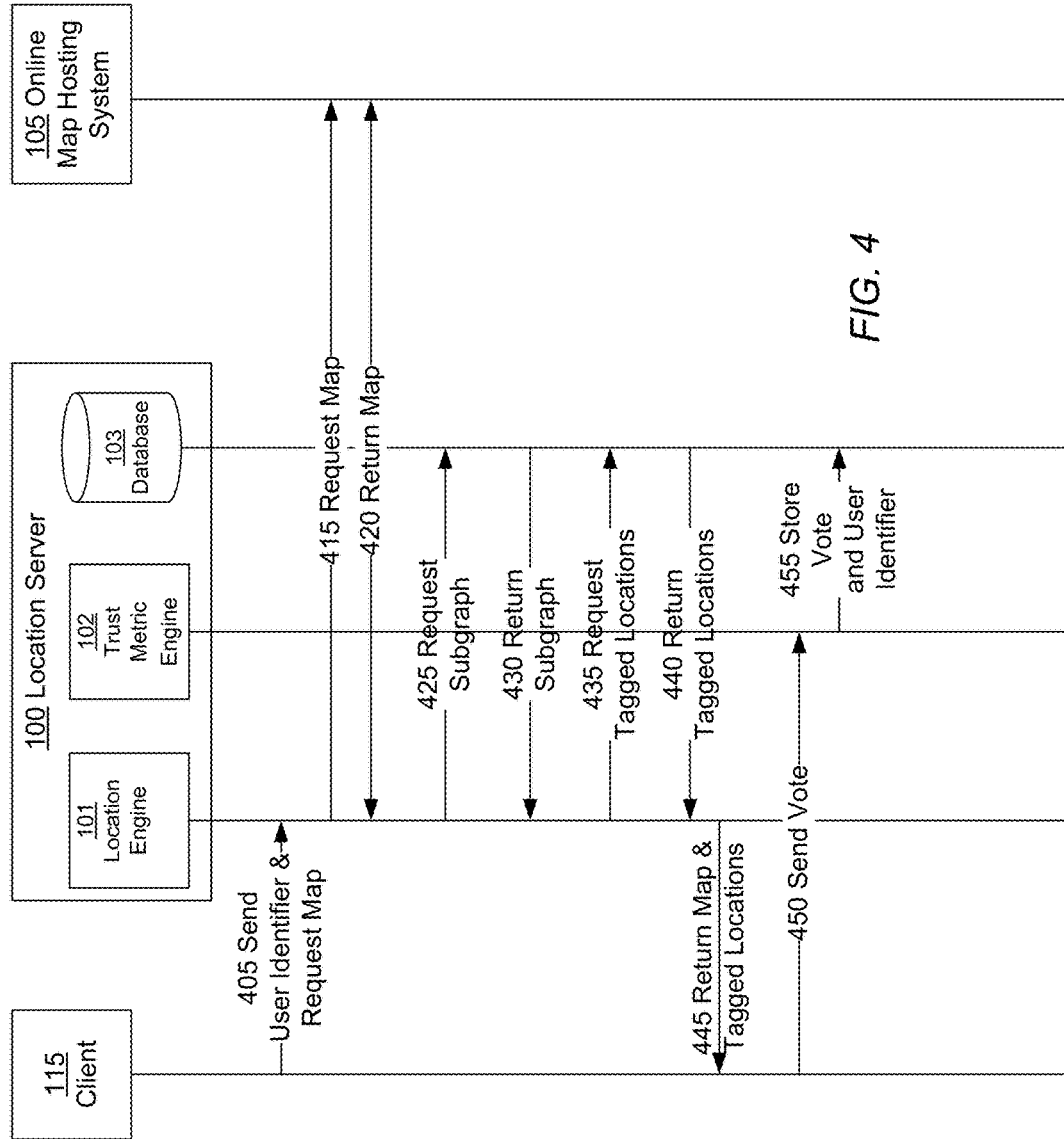 115
Client
100 Location Server
101
Location
Engine
102
Trust
Metric
Engine
103
Database
105 Online
Map Hosting
System
405 Send
User Identifier &
Request Map
415 Request Map
420 Return Map
425 Request
Subgraph
430 Return
Subgraph
435 Request
Tagged Locations
440 Return
Tagged Locations
445 Return Map &
Tagged Locations
450 Send Vote
455 Store
Vote
and User
Identifier
FIG. 4